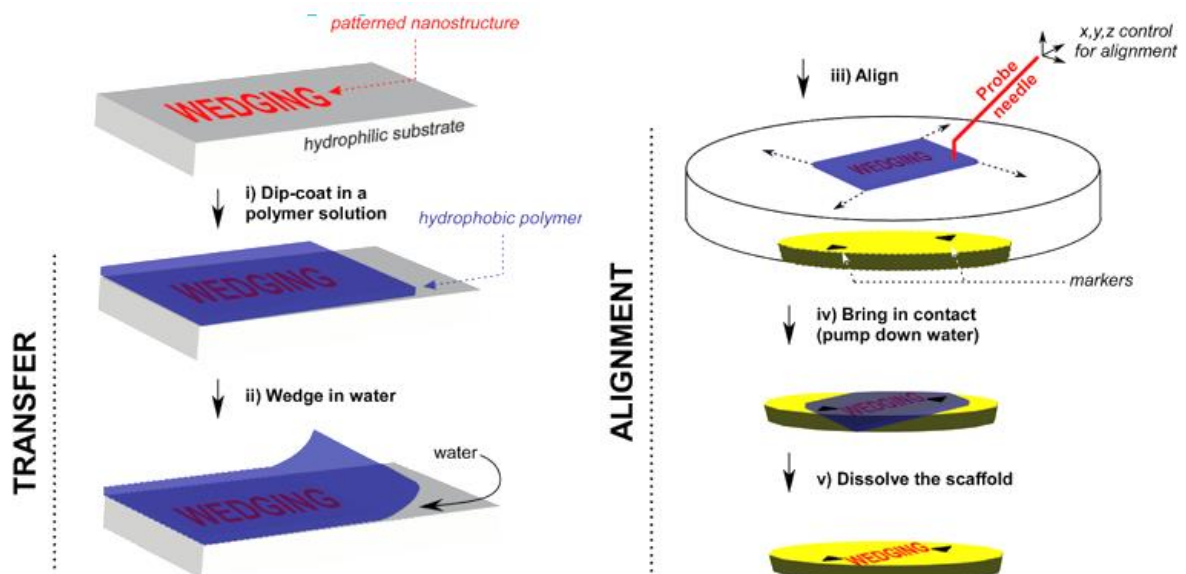 patterned nanostructure
WEDGING
hydrophilic substrate
i) Dip-coat in a
polymer solution
hydrophobic polymer
WEDGING
TRANSFER
ii) Wedge in water
water
WEDGING
x,y,z control
for alignment
iii) Align
Probe
needle
WEDGING
markers
ALIGNMENT
iv) Bring in contact
(pump down water)
WEDGING
v) Dissolve the scaffold
WEDGING